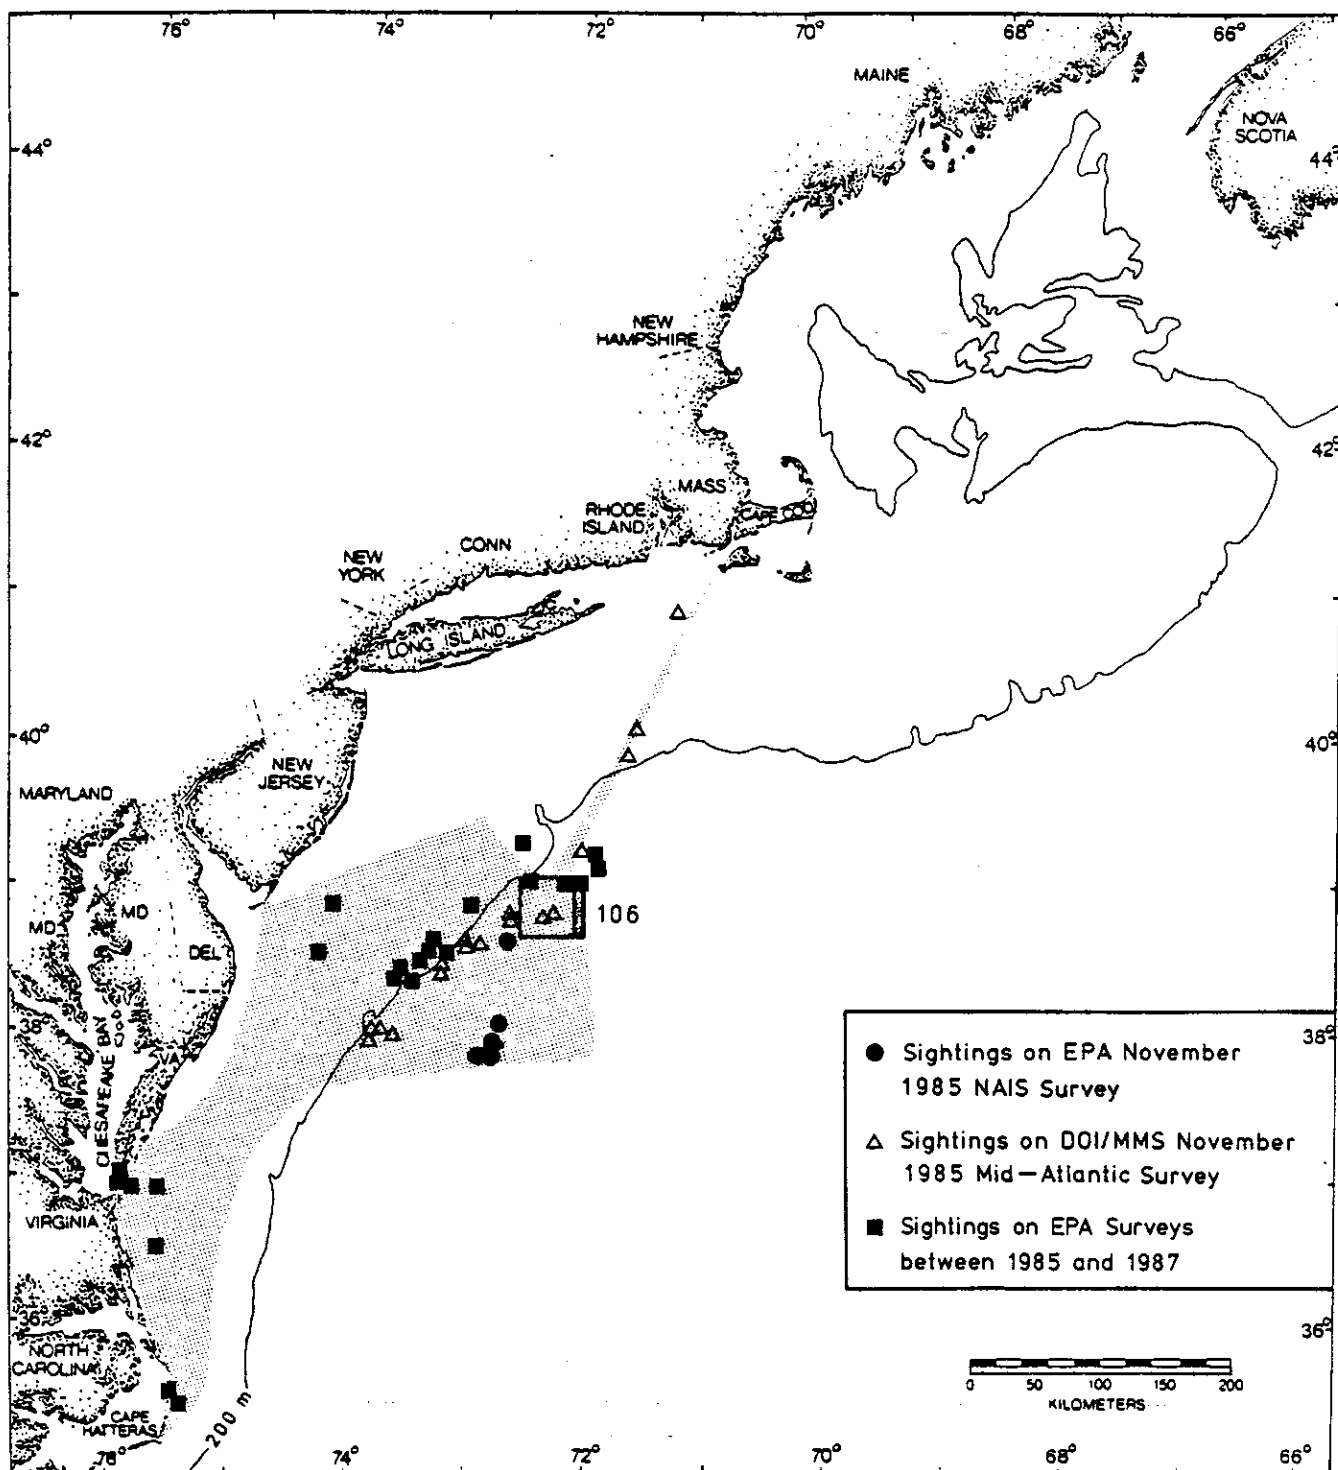 76°
74°
72°
70°
68°
66°
MAINE
NOVA
SCOTIA
44°
44°
NEW
HAMPSHIRE
42°
42°
MASS
RHODE
ISLAND
CAPE COD
CONN
NEW
YORK
LONG ISLAND
40°
40°
NEW
JERSEY
MARYLAND
106
MD
MD
DEL
38°
38°
CHESAPEAKE BAY
VA
Sightings on EPA November
1985 NAIS Survey
Sightings on DOI/MMS November
1985 Mid-Atlantic Survey
Sightings on EPA Surveys
between 1985 and 1987
VIRGINIA
36°
36°
NORTH
CAROLINA
0 50 100 150 200
KILOMETERS
CAPE
HATTERAS
200 m
76°
74°
72°
70°
68°
66°